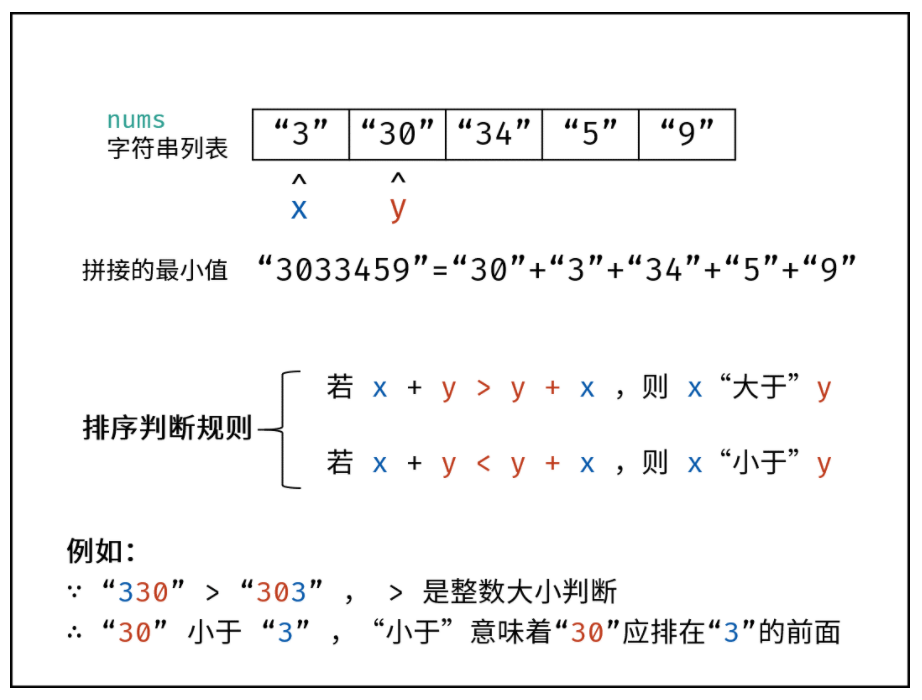 nums
字符串列表
“3” “30” “34” “5” “9”
^ ^
x y
拼接的最小值 “3033459”=“30”+“3”+“34”+“5”+“9”
若 x + y > y + x ，则 x “大于” y
排序判断规则
若 x + y < y + x ，则 x “小于” y
例如：
∵ “330” > “303” ， > 是整数大小判断
∴ “30” 小于 “3” ，“小于”意味着“30”应排在“3”的前面